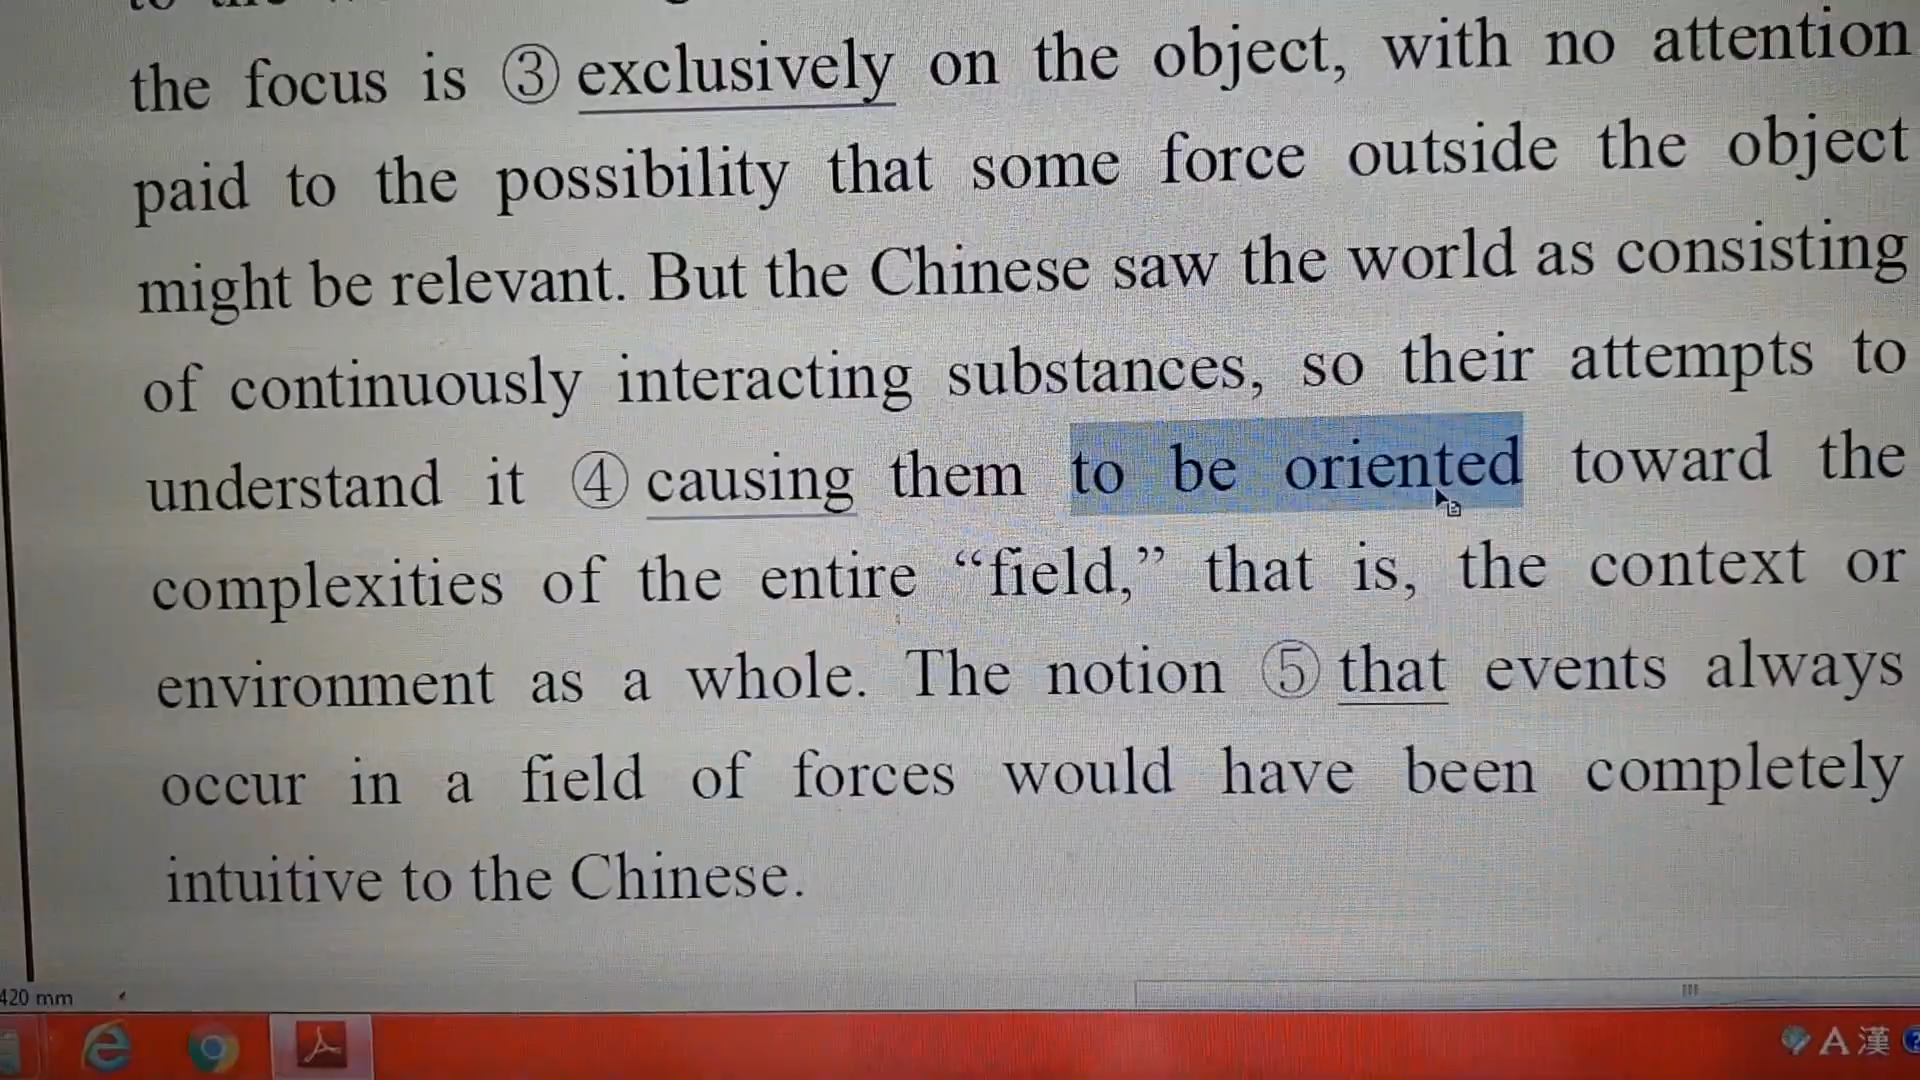 the focus is ③ exclusively on the object, with no attention
paid to the possibility that some force outside the object
might be relevant. But the Chinese saw the world as consisting
of continuously interacting substances, so their attempts to
understand it ④ causing them to be oriented toward the
complexities of the entire “field,” that is, the context or
environment as a whole. The notion ⑤ that events always
occur in a field of forces would have been completely
intuitive to the Chinese.
420 mm
A 漢